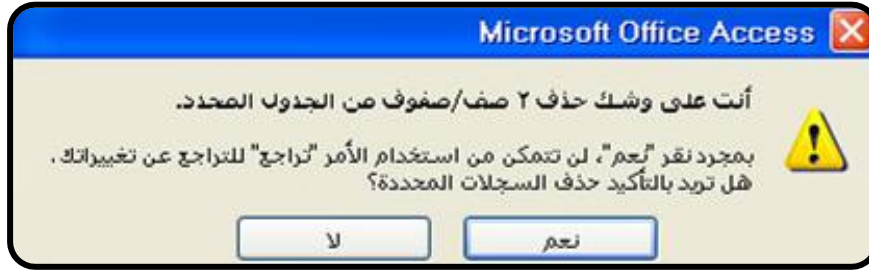 Microsoft Office Access
أنت على وشك حذف ٢ صف/صفوف من الجدول المحدد.
بمجرد نقر "نعم"، لن تتمكن من استخدام الأمر "تراجع" للتراجع عن تغييراتك.
هل تريد بالتأكيد حذف السجلات المحددة؟
نعم
لا